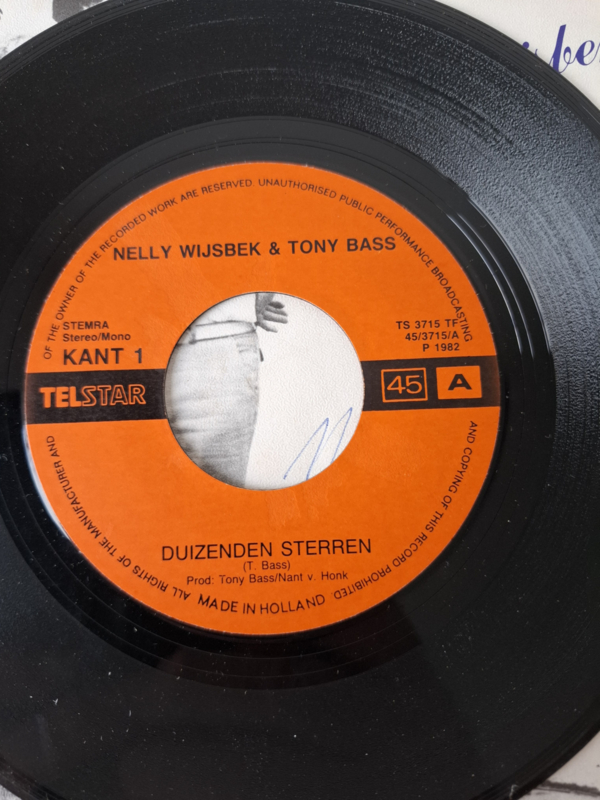 OF THE OWNER OF THE RECORDED WORK ARE RESERVED. UNAUTHORISED PUBLIC PERFORMANCE BROADCASTING
NELLY WIJSBEK & TONY BASS
STEMRA
Stereo/Mono
KANT 1
TS 3715 TF
45/3715/A
P 1982
TELSTAR
45 A
DUIZENDEN STERREN
(T. Bass)
Prod: Tony Bass/Nant v. Honk
AND COPYING OF THIS RECORD PROHIBITED. ALL RIGHTS OF THE MANUFACTURER AND
MADE IN HOLLAND